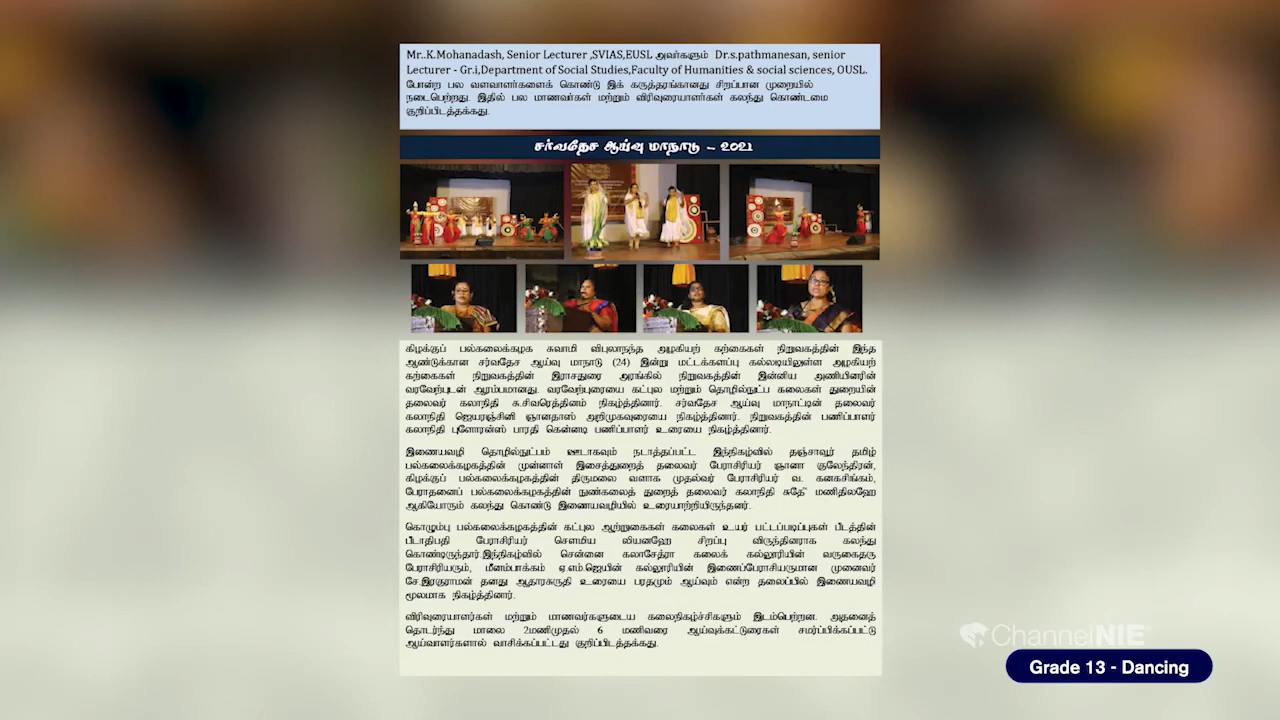 Mr..K.Mohanadash, Senior Lecturer ,SVIAS,EUSL அவர்களும் Dr.s.pathmanesan, senior
Lecturer - Gr.i,Department of Social Studies,Faculty of Humanities & social sciences, OUSL.
போன்ற பல வளவாளர்களைக் கொண்டு இக் கருத்தரங்கானது சிறப்பான முறையில்
நடைபெற்றது. இதில் பல மாணவர்கள் மற்றும் விரிவுரையாளர்கள் கலந்து கொண்டமை
குறிப்பிடத்தக்கது.
சர்வதேச ஆய்வு மாநாடு – 2021
கிழக்குப் பல்கலைக்கழக சுவாமி விபுலாநந்த அழகியற் கற்கைகள் நிறுவகத்தின் இந்த
ஆண்டுக்கான சர்வதேச ஆய்வு மாநாடு (24) இன்று மட்டக்களப்பு கல்லடியிலுள்ள அழகியற்
கற்கைகள் நிறுவகத்தின் இராசதுரை அரங்கில் நிறுவகத்தின் இன்னிய அணியினரின்
வரவேற்புடன் ஆரம்பமானது. வரவேற்புரையை கட்புல மற்றும் தொழில்நுட்ப கலைகள் துறையின்
தலைவர் கலாநிதி சு.சிவரெத்தினம் நிகழ்த்தினார். சர்வதேச ஆய்வு மாநாட்டின் தலைவர்
கலாநிதி ஜெயரஞ்சினி ஞானதாஸ் அறிமுகவுரையை நிகழ்த்தினார். நிறுவகத்தின் பணிப்பாளர்
கலாநிதி புளோரன்ஸ் பாரதி கென்னடி பணிப்பாளர் உரையை நிகழ்த்தினார்.
இணையவழி தொழில்நுட்பம் ஊடாகவும் நடாத்தப்பட்ட இந்நிகழ்வில் தஞ்சாவூர் தமிழ்
பல்கலைக்கழகத்தின் முன்னாள் இசைத்துறைத் தலைவர் பேராசிரியர் ஞானா குலேந்திரன்,
கிழக்குப் பல்கலைக்கழகத்தின் திருமலை வளாக முதல்வர் பேராசிரியர் வ. கனகசிங்கம்,
பேராதனைப் பல்கலைக்கழகத்தின் நுண்கலைத் துறைத் தலைவர் கலாநிதி மணிதிலஹே
ஆகியோரும் கலந்து கொண்டு இணையவழியில் உரையாற்றியிருந்தனர்.
கொழும்பு பல்கலைக்கழகத்தின் கட்புல ஆற்றுகைகள் கலைகள் உயர் பட்டப்படிப்புகள் பீடத்தின்
பீடாதிபதி பேராசிரியர் சௌமிய லியனஹே சிறப்பு விருந்தினராக கலந்து
கொண்டிருந்தார்.இந்நிகழ்வில் சென்னை கலாசேத்ரா கலைக் கல்லூரியின் வருகைதரு
பேராசிரியரும், மீனம்பாக்கம் ஏ.எம்.ஜெயின் கல்லூரியின் இணைப்பேராசியருமான முனைவர்
சே.இரகுராமன் தனது ஆதாரசுருதி உரையை பரதமும் ஆய்வும் என்ற தலைப்பில் இணையவழி
மூலமாக நிகழ்த்தினார்.
விரிவுரையாளர்கள் மற்றும் மாணவர்களுடைய கலைநிகழ்ச்சிகளும் இடம்பெற்றன. அதனைத்
தொடர்ந்து மாலை 2மணிமுதல் 6 மணிவரை ஆய்வுக்கட்டுரைகள் சமர்ப்பிக்கப்பட்டு
ஆய்வாளர்களால் வாசிக்கப்பட்டது குறிப்பிடத்தக்கது.
ChannelNIE
Grade 13 - Dancing